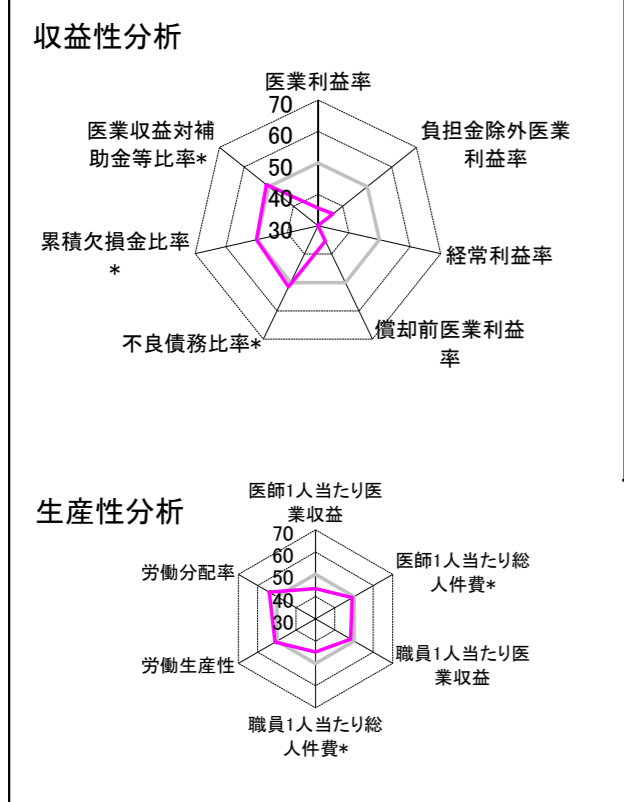 収益性分析
医業利益率
負担金除外医業
利益率
経常利益率
償却前医業利益
率
不良債務比率*
累積欠損金比率
*
医業収益対補
助金等比率*
70
60
50
40
30
生産性分析
医師1人当たり医
業収益
医師1人当たり総
人件費*
職員1人当たり医
業収益
職員1人当たり総
人件費*
労働生産性
労働分配率
70
60
50
40
30